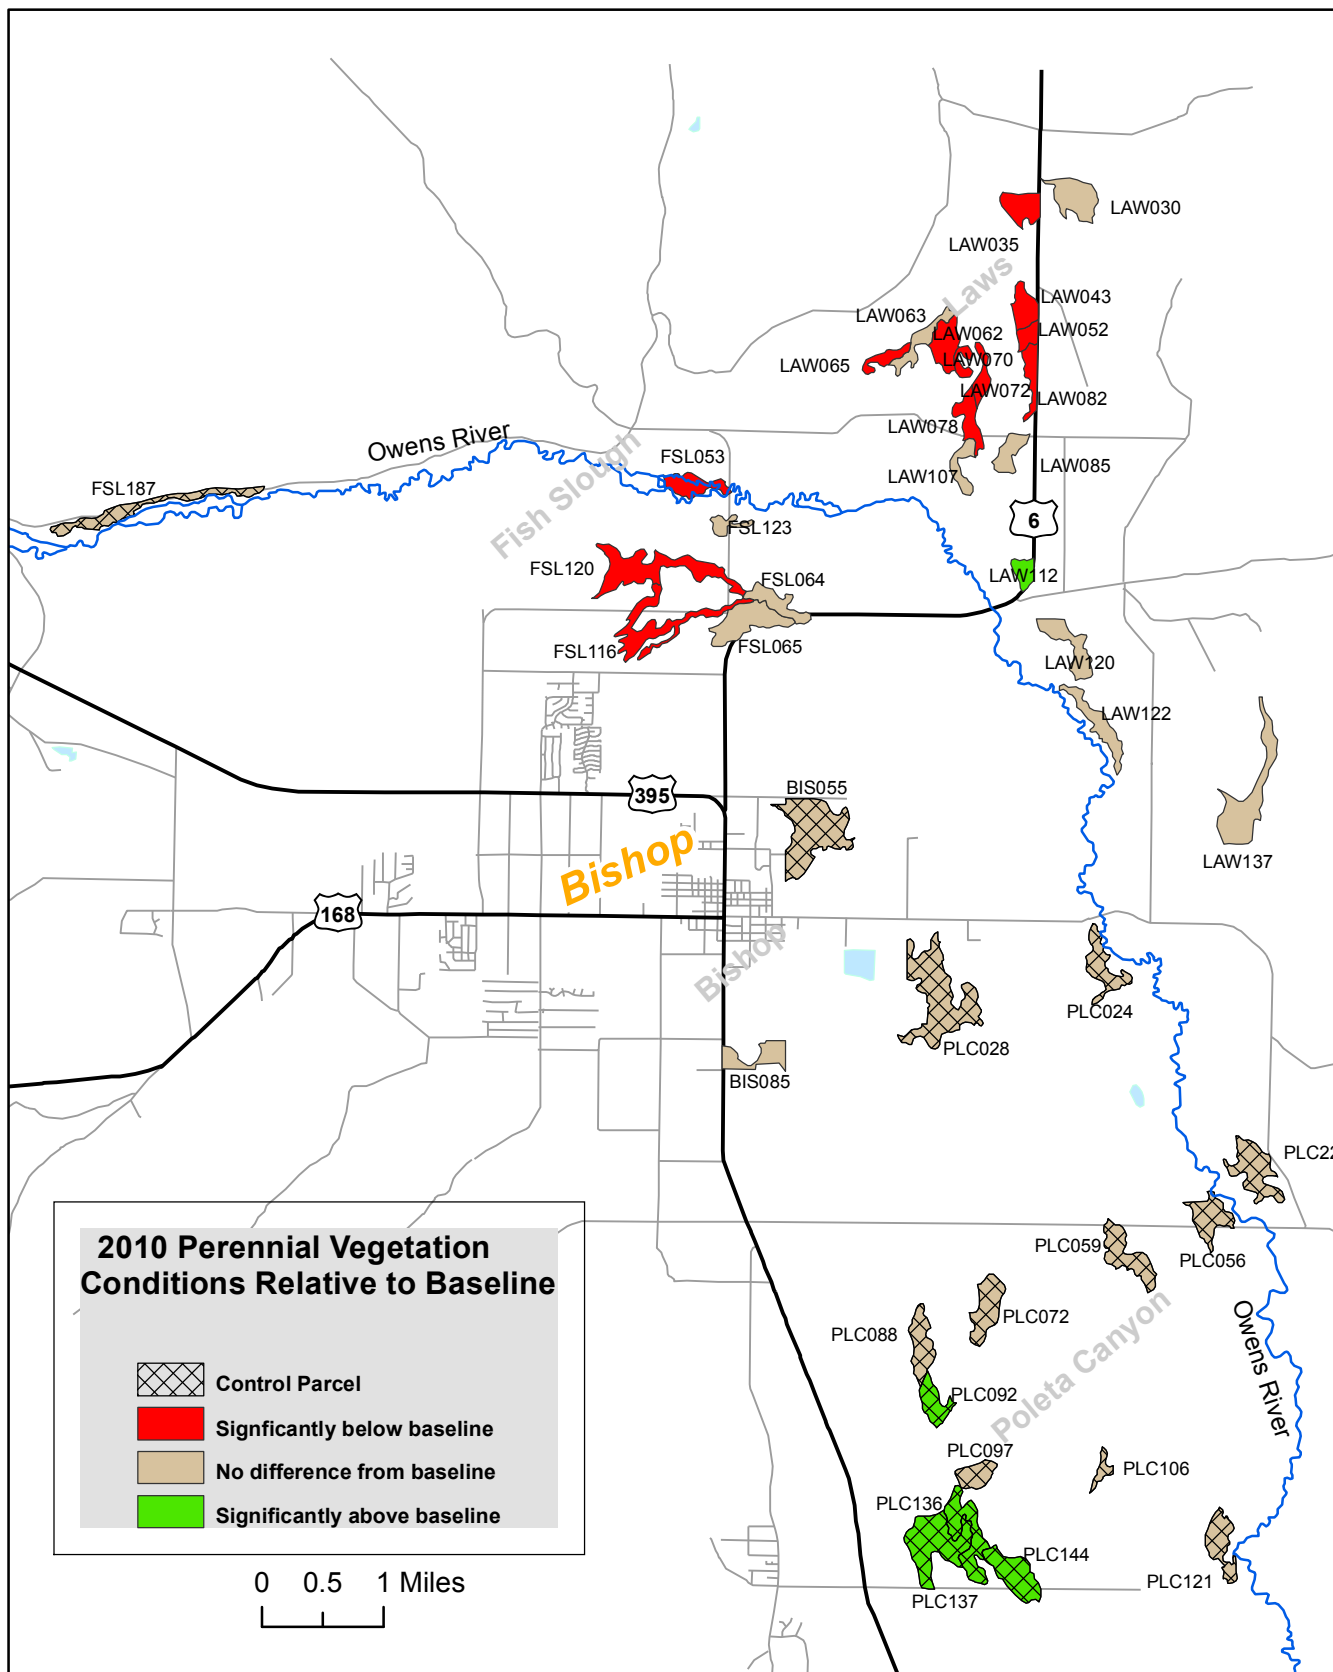 LAW030
LAW035
Laws
LAW043
LAW063
LAW062
LAW052
LAW065
LAW070
LAW072
LAW082
LAW078
Owens River
FSL053
LAW085
LAW107
FSL187
Fish Slough
6
FSL123
FSL120
FSL064
LAW112
FSL116
FSL065
LAW120
LAW122
395
BIS055
Bishop
LAW137
168
Bishop
PLC024
PLC028
BIS085
PLC22
PLC059
PLC056
PLC072
PLC088
Owens River
Poleta Canyon
PLC092
PLC097
PLC106
PLC136
PLC144
PLC121
PLC137
2010 Perennial Vegetation
Conditions Relative to Baseline
Control Parcel
Signficantly below baseline
No difference from baseline
Significantly above baseline
0 0.5 1 Miles